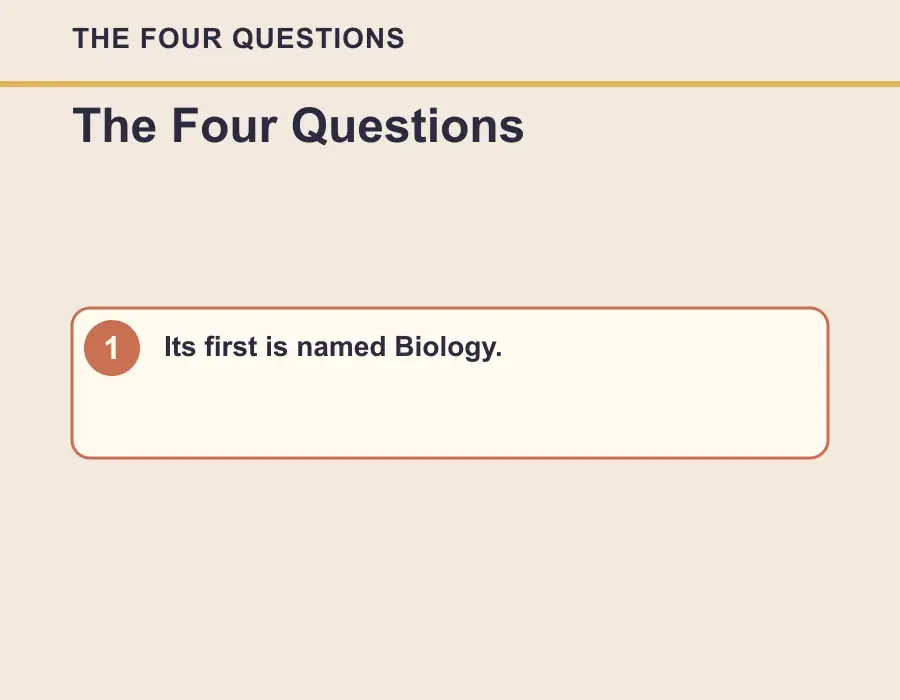 THE FOUR QUESTIONS
The Four Questions
1 Its first is named Biology.